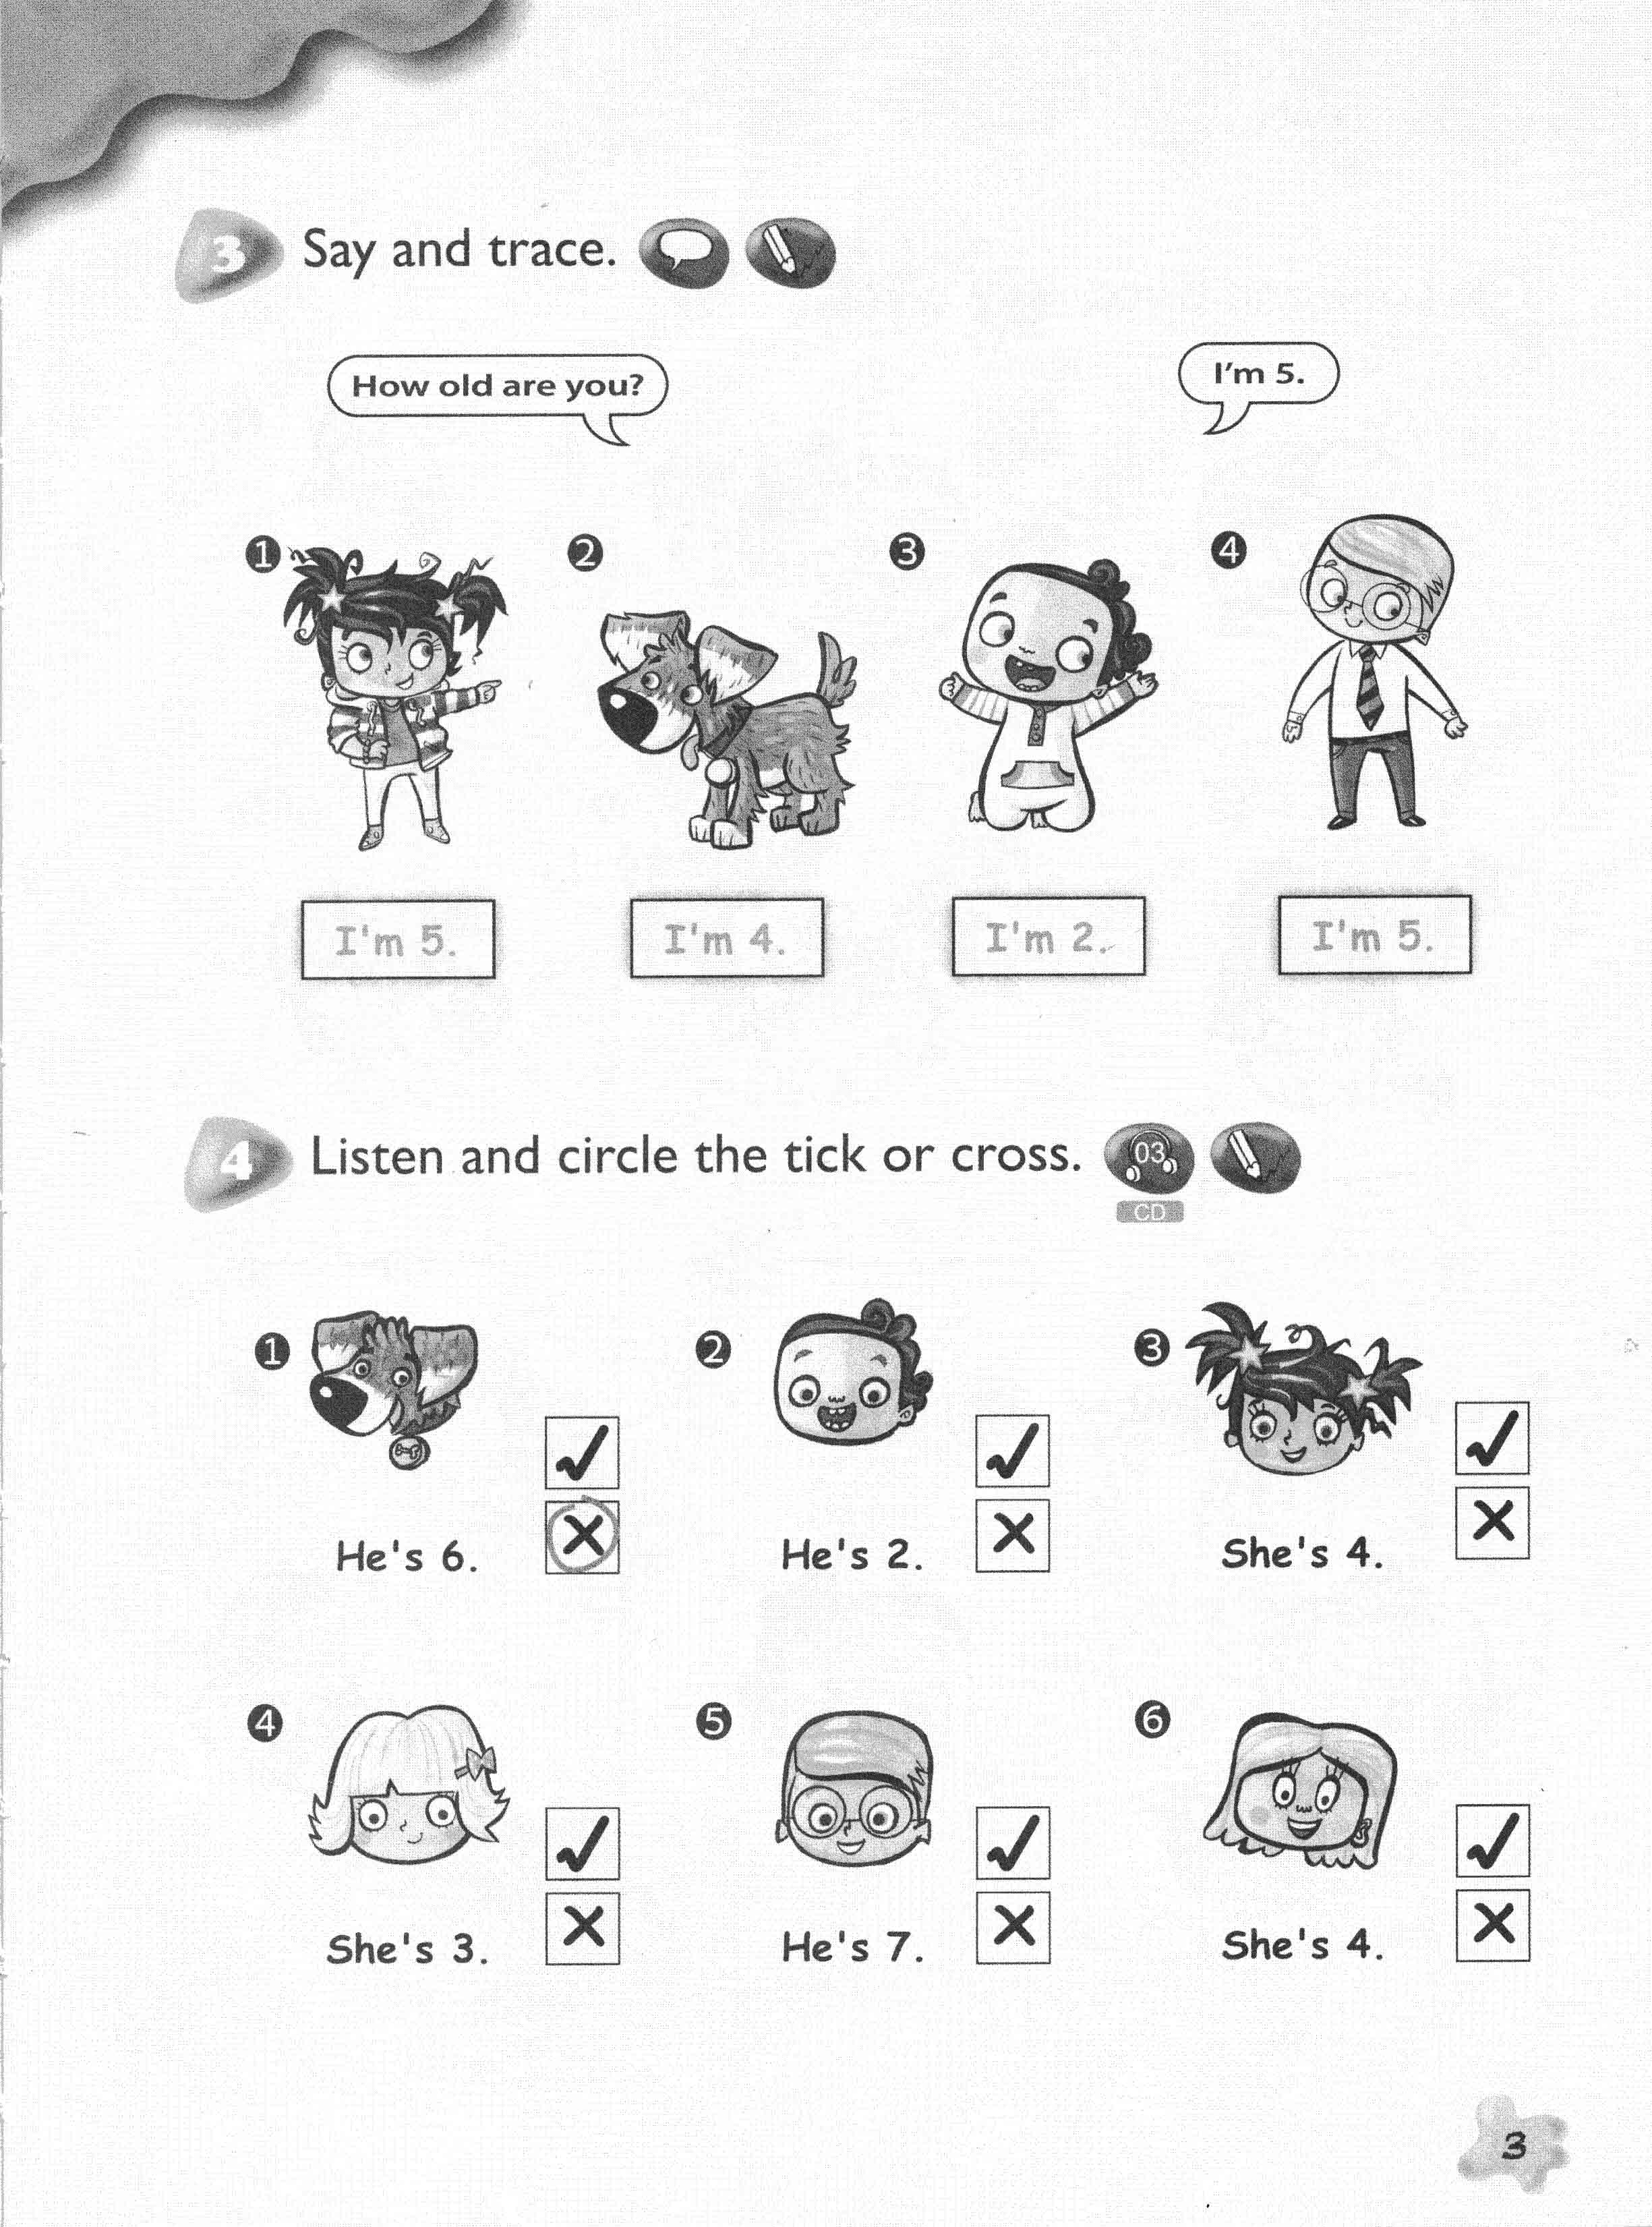 3 Say and trace.
How old are you?
I'm 5.
1
2
3
4
I'm 5.
I'm 4.
I'm 2.
I'm 5.
4 Listen and circle the tick or cross. 03
CD
1
2
3
He's 6.
He's 2.
She's 4.
4
5
6
She's 3.
He's 7.
She's 4.
3